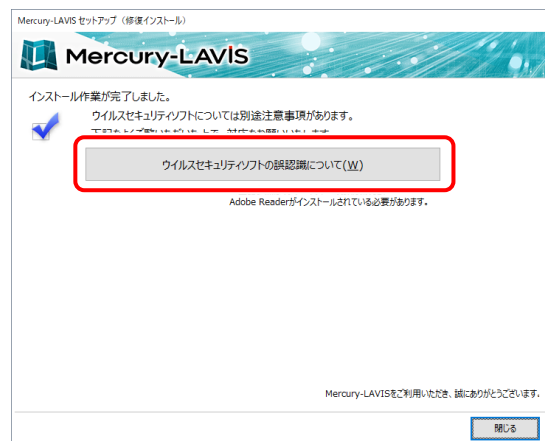 Mercury-LAVIS セットアップ（修復インストール）
Mercury-LAVIS
インストール作業が完了しました。
ウイルスセキュリティソフトについては別途注意事項があります。
ウイルスセキュリティソフトの誤認識について(W)
Adobe Readerがインストールされている必要があります。
Mercury-LAVISをご利用いただき、誠にありがとうございます。
閉じる